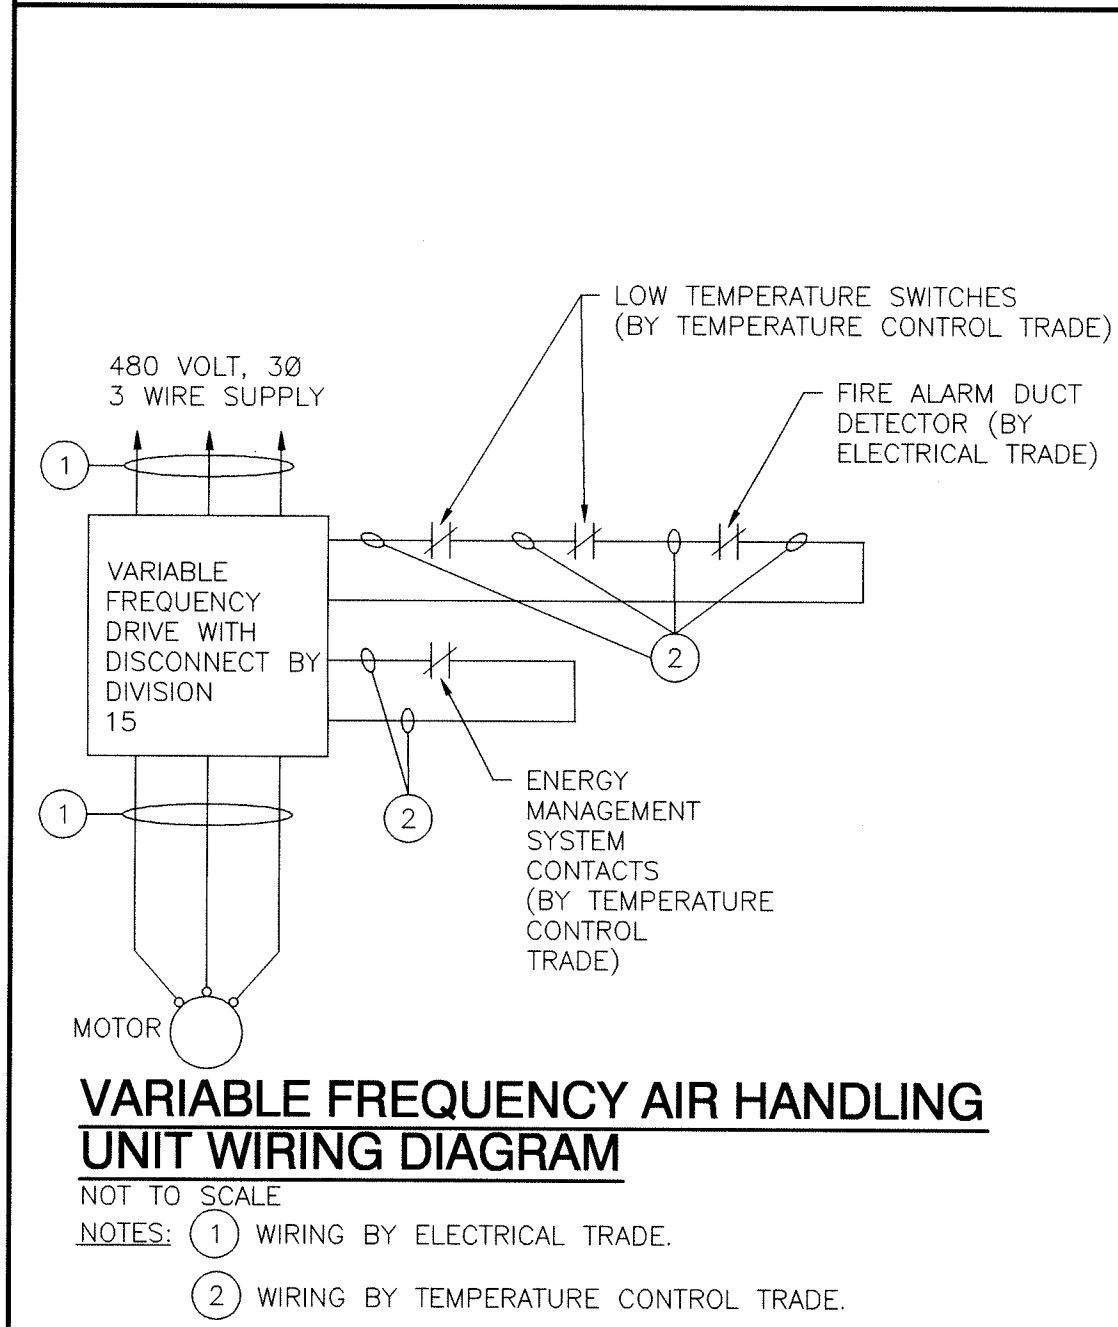 LOW TEMPERATURE SWITCHES
(BY TEMPERATURE CONTROL TRADE)
480 VOLT, 3Ø
3 WIRE SUPPLY
FIRE ALARM DUCT
DETECTOR (BY
ELECTRICAL TRADE)
1
VARIABLE
FREQUENCY
DRIVE WITH
DISCONNECT BY
DIVISION
15
2
1
2
ENERGY
MANAGEMENT
SYSTEM
CONTACTS
(BY TEMPERATURE
CONTROL
TRADE)
MOTOR
VARIABLE FREQUENCY AIR HANDLING
UNIT WIRING DIAGRAM
NOT TO SCALE
NOTES: 1 WIRING BY ELECTRICAL TRADE.
2 WIRING BY TEMPERATURE CONTROL TRADE.